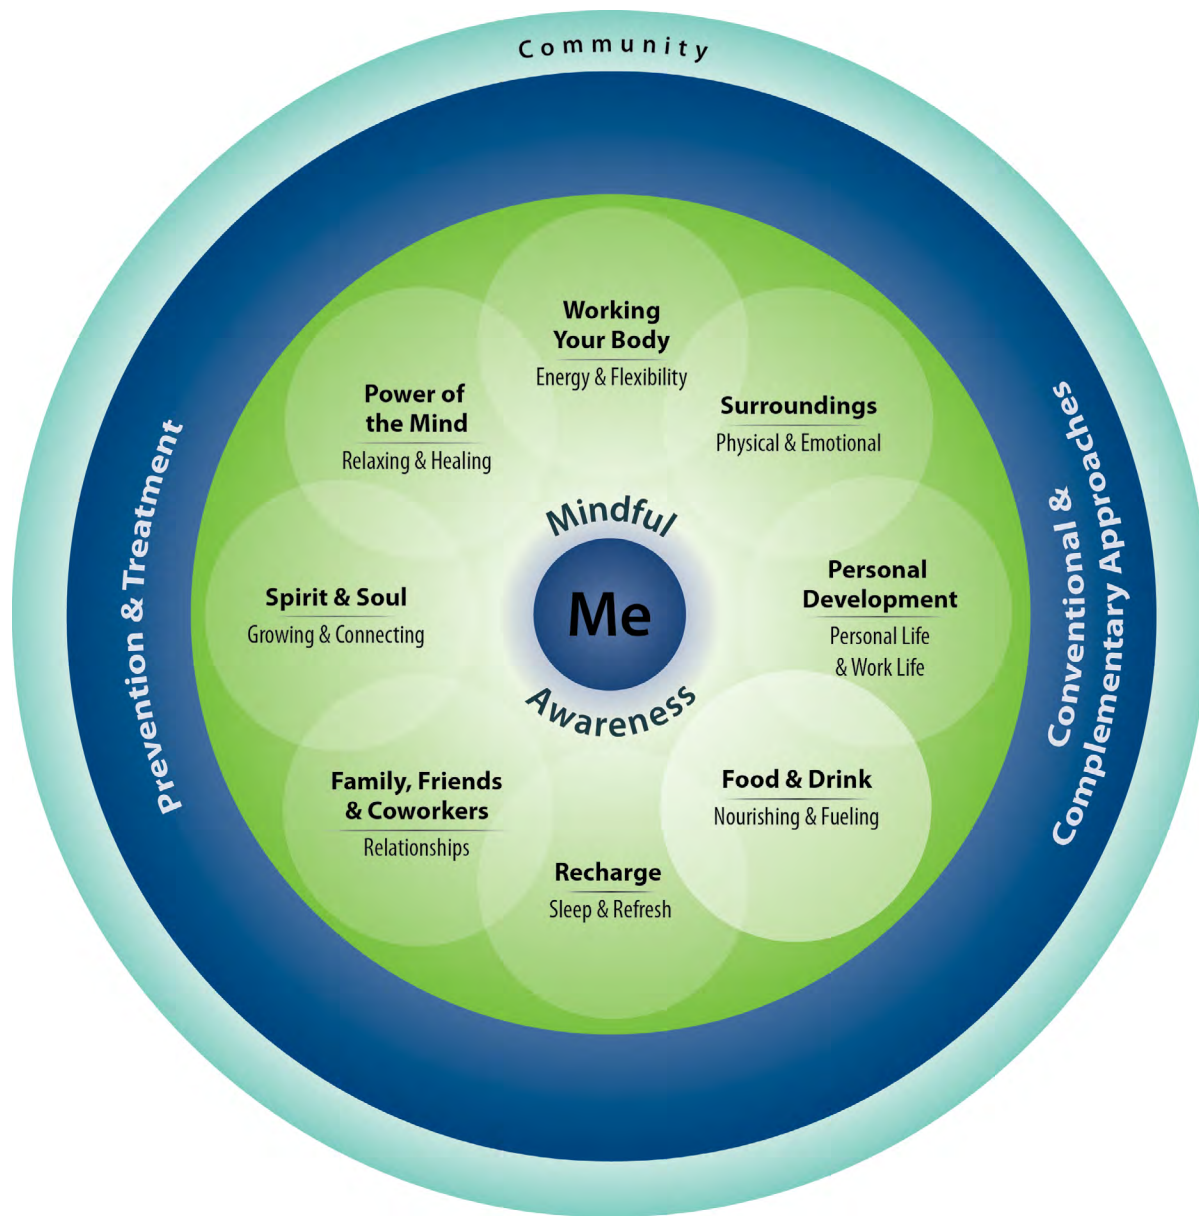 Community
Prevention & Treatment
Conventional &
Complementary Approaches
Working
Your Body
Energy & Flexibility
Surroundings
Physical & Emotional
Personal
Development
Personal Life
& Work Life
Food & Drink
Nourishing & Fueling
Recharge
Sleep & Refresh
Family, Friends
& Coworkers
Relationships
Spirit & Soul
Growing & Connecting
Power of
the Mind
Relaxing & Healing
Mindful
Me
Awareness